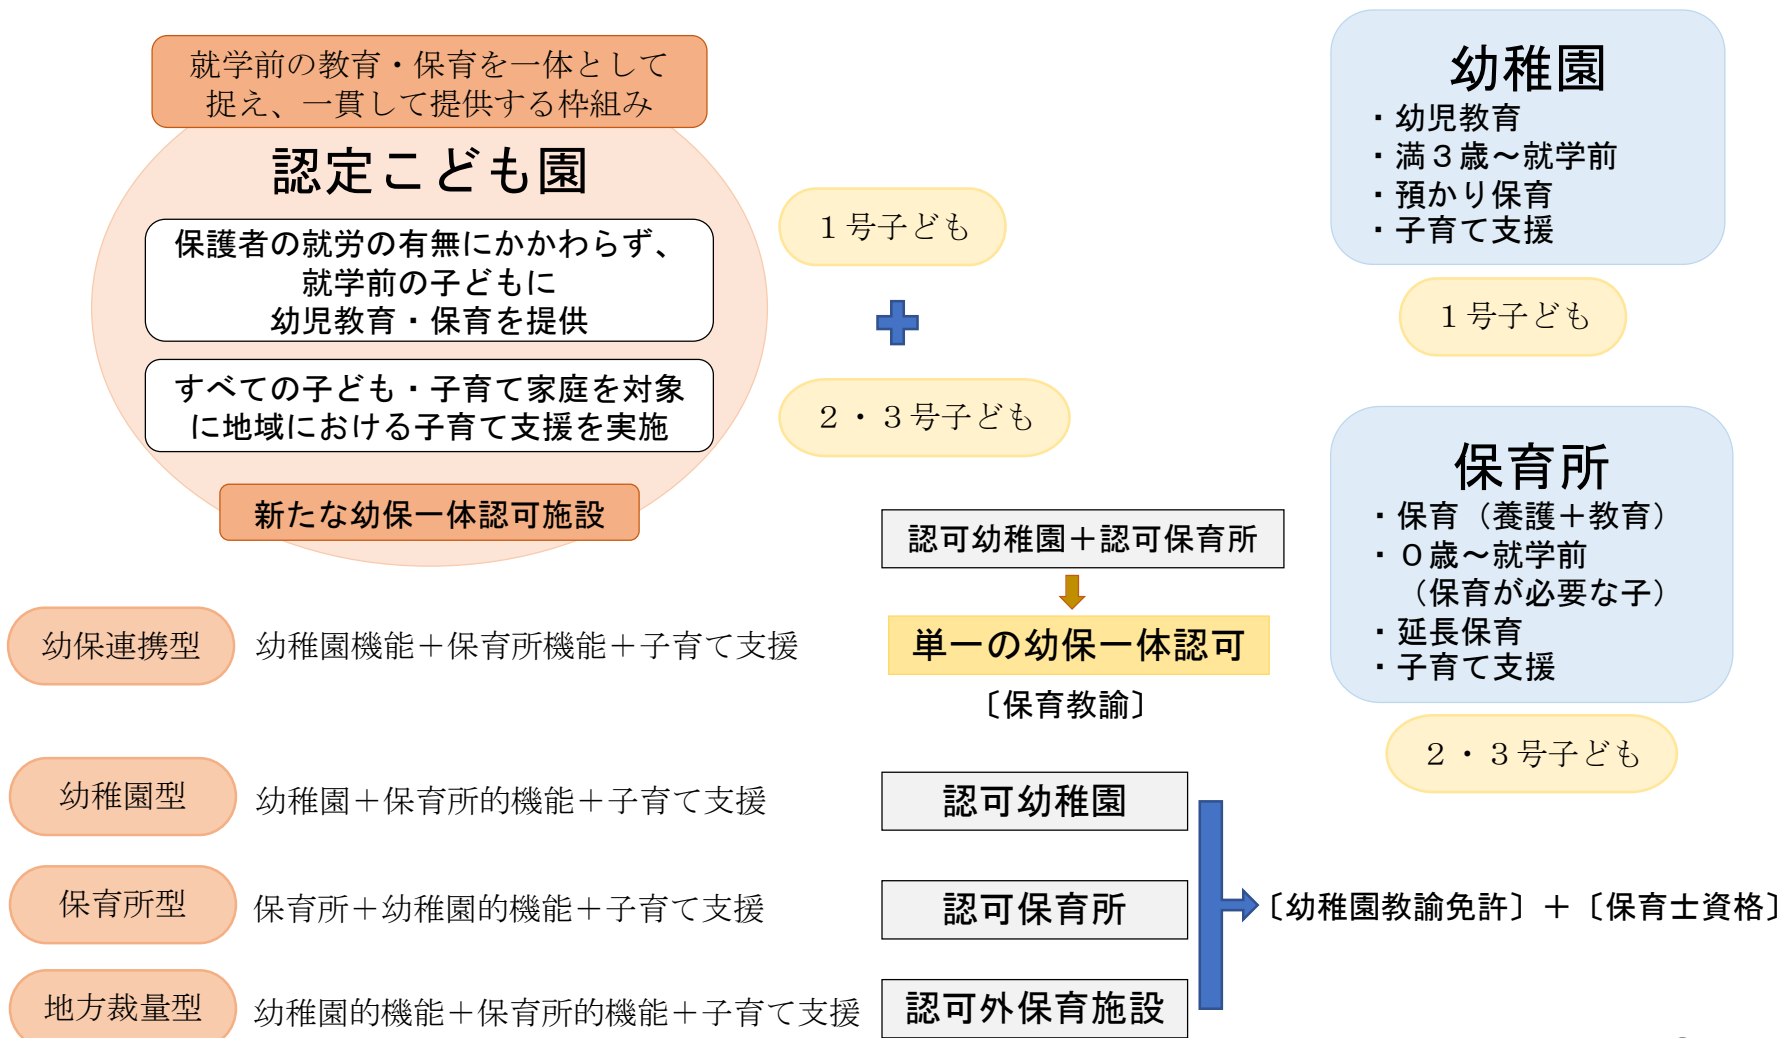 就学前の教育・保育を一体として
捉え、一貫して提供する枠組み
認定こども園
保護者の就労の有無にかかわらず、
就学前の子どもに
幼児教育・保育を提供
すべての子ども・子育て家庭を対象
に地域における子育て支援を実施
新たな幼保一体認可施設
１号子ども
２・３号子ども
幼稚園
・幼児教育
・満３歳～就学前
・預かり保育
・子育て支援
１号子ども
保育所
・保育（養護＋教育）
・０歳～就学前
（保育が必要な子）
・延長保育
・子育て支援
２・３号子ども
認可幼稚園＋認可保育所
幼保連携型
幼稚園機能＋保育所機能＋子育て支援
単一の幼保一体認可
〔保育教諭〕
幼稚園型
幼稚園＋保育所的機能＋子育て支援
認可幼稚園
保育所型
保育所＋幼稚園的機能＋子育て支援
認可保育所
〔幼稚園教諭免許〕＋〔保育士資格〕
地方裁量型
幼稚園的機能＋保育所的機能＋子育て支援
認可外保育施設